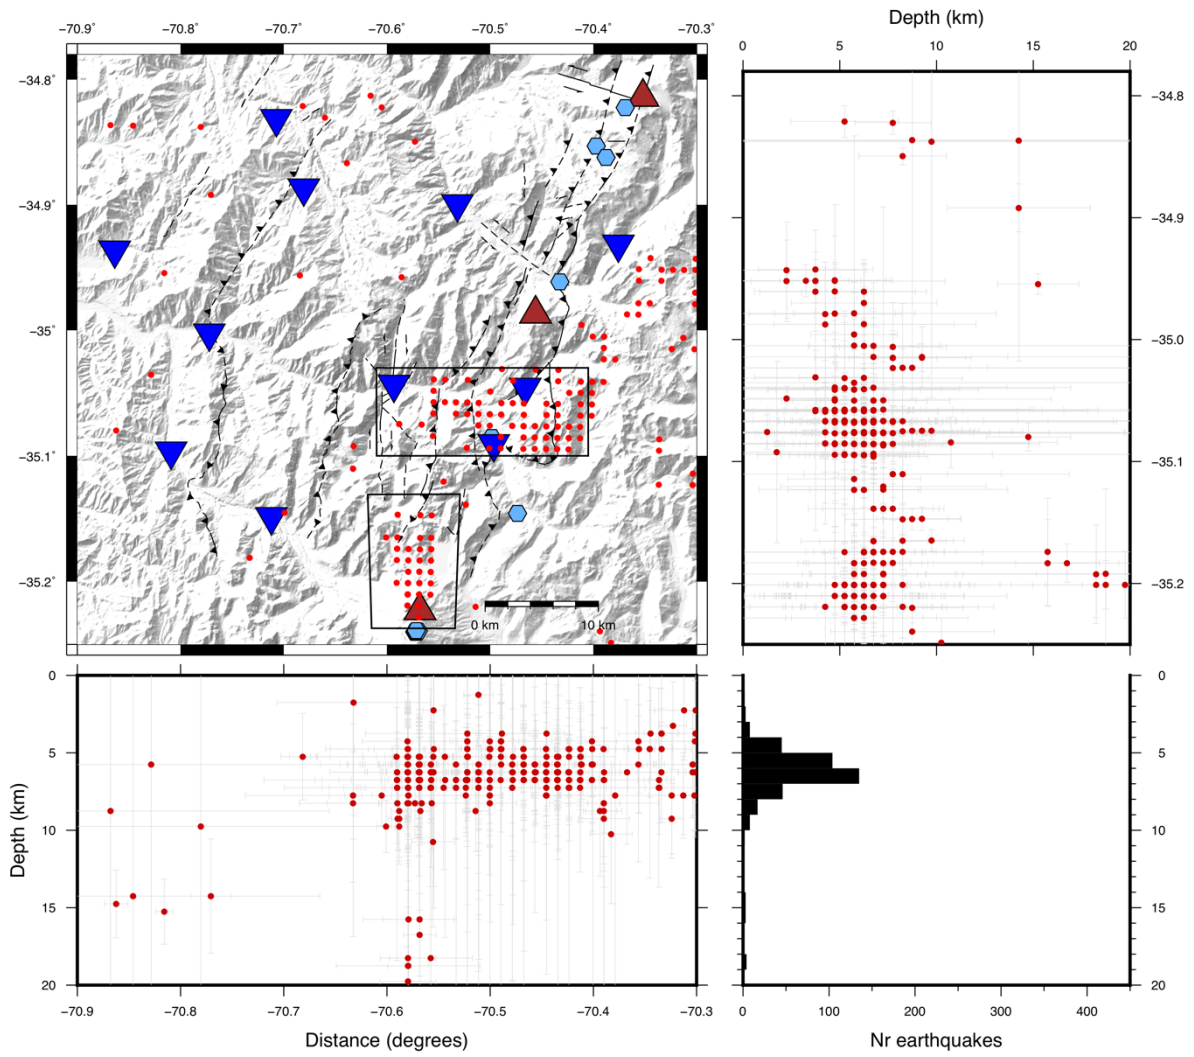 Depth (km)
−70.9˚ −70.8˚ −70.7˚ −70.6˚ −70.5˚ −70.4˚ −70.3˚
0 5 10 15 20
−34.8˚
−34.8
−34.9˚
−34.9
−35˚
−35.0
−35.1˚
−35.1
−35.2˚
−35.2
0 km 10 km
0 0
5 5
10 10
15 15
20 20
Depth (km)
−70.9 −70.8 −70.7 −70.6 −70.5 −70.4 −70.3
0 100 200 300 400
Distance (degrees)
Nr earthquakes